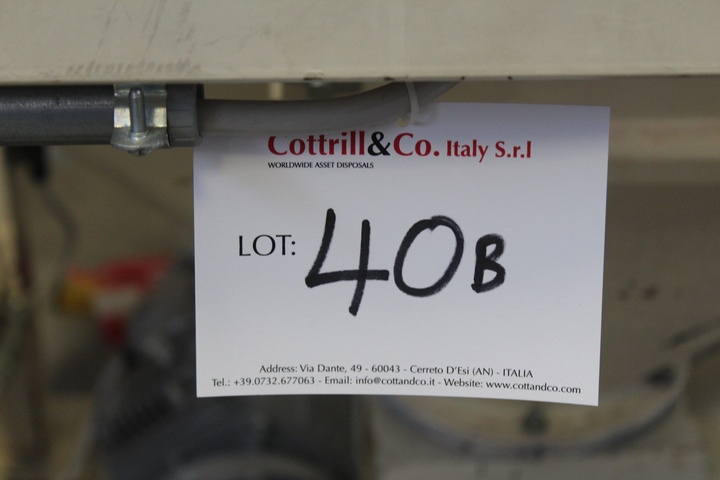 Cottrill&Co. Italy S.r.l
WORLDWIDE ASSET DISPOSALS
LOT: 40B
Address: Via Dante, 49 - 60043 - Cerreto D'Esi (AN) - ITALIA
Tel.: +39.0732.677063 - Email: info@cottandco.it - Website: www.cottandco.com